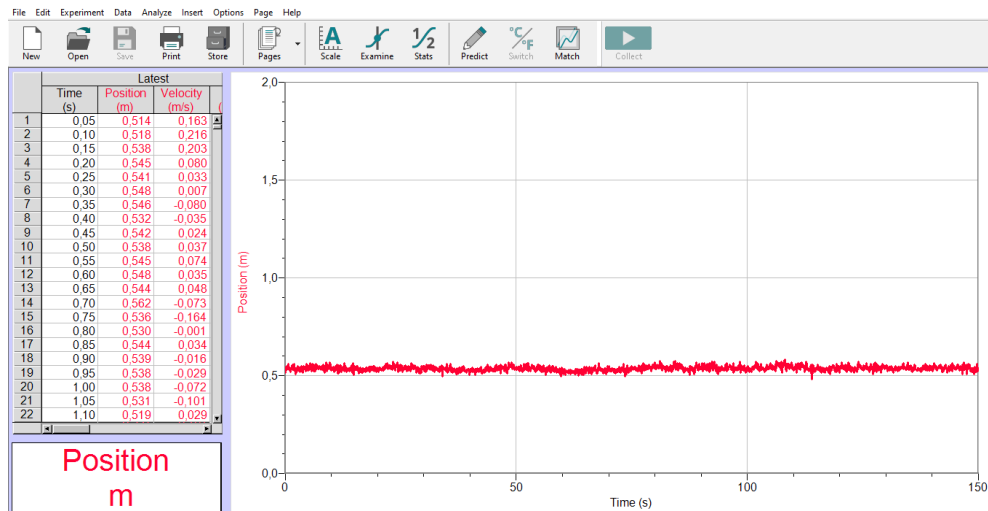 File Edit Experiment Data Analyze Insert Options Page Help
New Open Save Print Store Pages Scale Examine Stats Predict Switch Match Collect
Latest
Time Position Velocity
(s) (m) (m/s) (
1 0,05 0,514 0,163
2 0,10 0,518 0,216
3 0,15 0,538 0,203
4 0,20 0,545 0,080
5 0,25 0,541 0,033
6 0,30 0,548 0,007
7 0,35 0,546 -0,080
8 0,40 0,532 -0,035
9 0,45 0,542 0,024
10 0,50 0,538 0,037
11 0,55 0,545 0,074
12 0,60 0,548 0,035
13 0,65 0,544 0,048
14 0,70 0,562 -0,073
15 0,75 0,536 -0,164
16 0,80 0,530 -0,001
17 0,85 0,544 0,034
18 0,90 0,539 -0,016
19 0,95 0,538 -0,029
20 1,00 0,538 -0,072
21 1,05 0,531 -0,101
22 1,10 0,519 0,029
Position
m
2,0
1,5
1,0
0,5
0,0
Position (m)
0 50 100 150
Time (s)